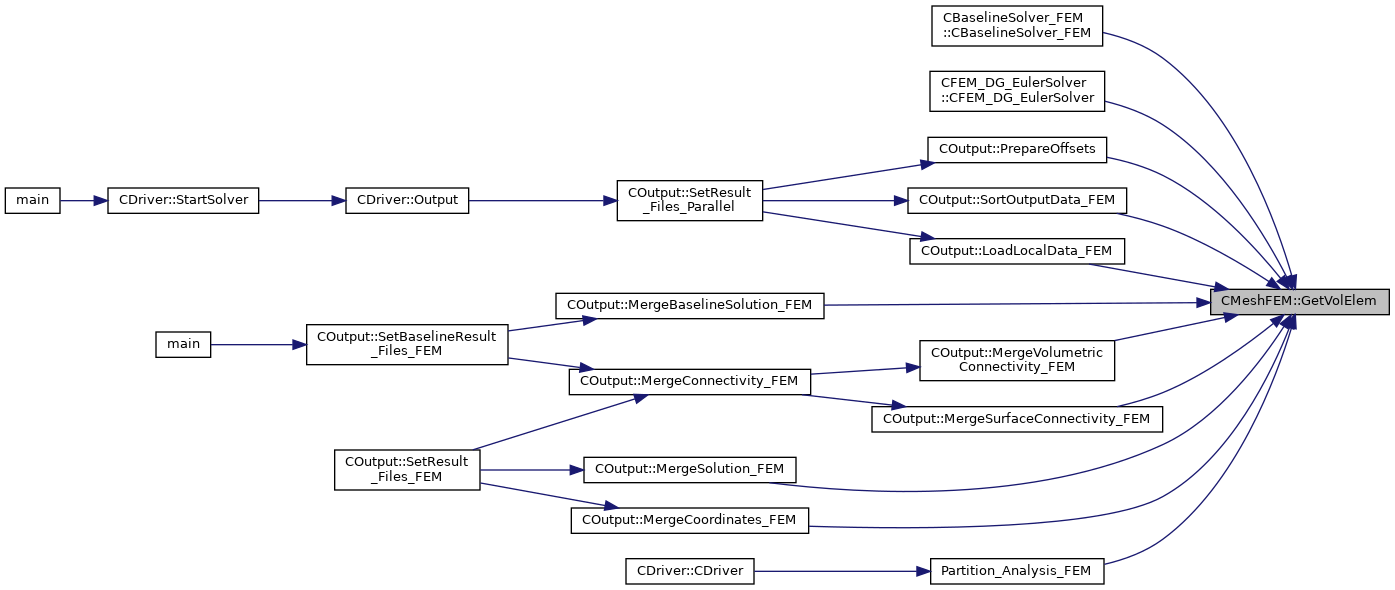 CBaselineSolver_FEM
::CBaselineSolver_FEM
CFEM_DG_EulerSolver
::CFEM_DG_EulerSolver
COutput::PrepareOffsets
main
CDriver::StartSolver
CDriver::Output
COutput::SetResult
_Files_Parallel
COutput::SortOutputData_FEM
COutput::LoadLocalData_FEM
CMeshFEM::GetVolElem
COutput::MergeBaselineSolution_FEM
main
COutput::SetBaselineResult
_Files_FEM
COutput::MergeVolumetric
Connectivity_FEM
COutput::MergeConnectivity_FEM
COutput::MergeSurfaceConnectivity_FEM
COutput::SetResult
_Files_FEM
COutput::MergeSolution_FEM
COutput::MergeCoordinates_FEM
CDriver::CDriver
Partition_Analysis_FEM